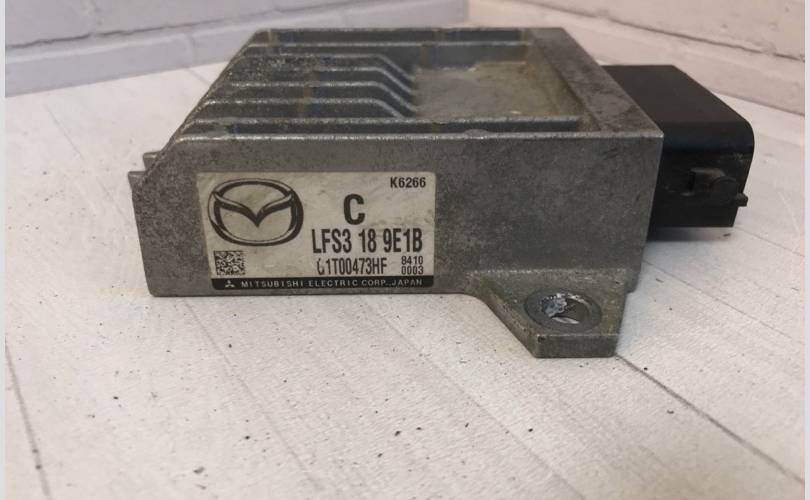 K6266
C
LFS3 18 9E1B
G1T00473HF 8410
0003
MITSUBISHI ELECTRIC CORP., JAPAN